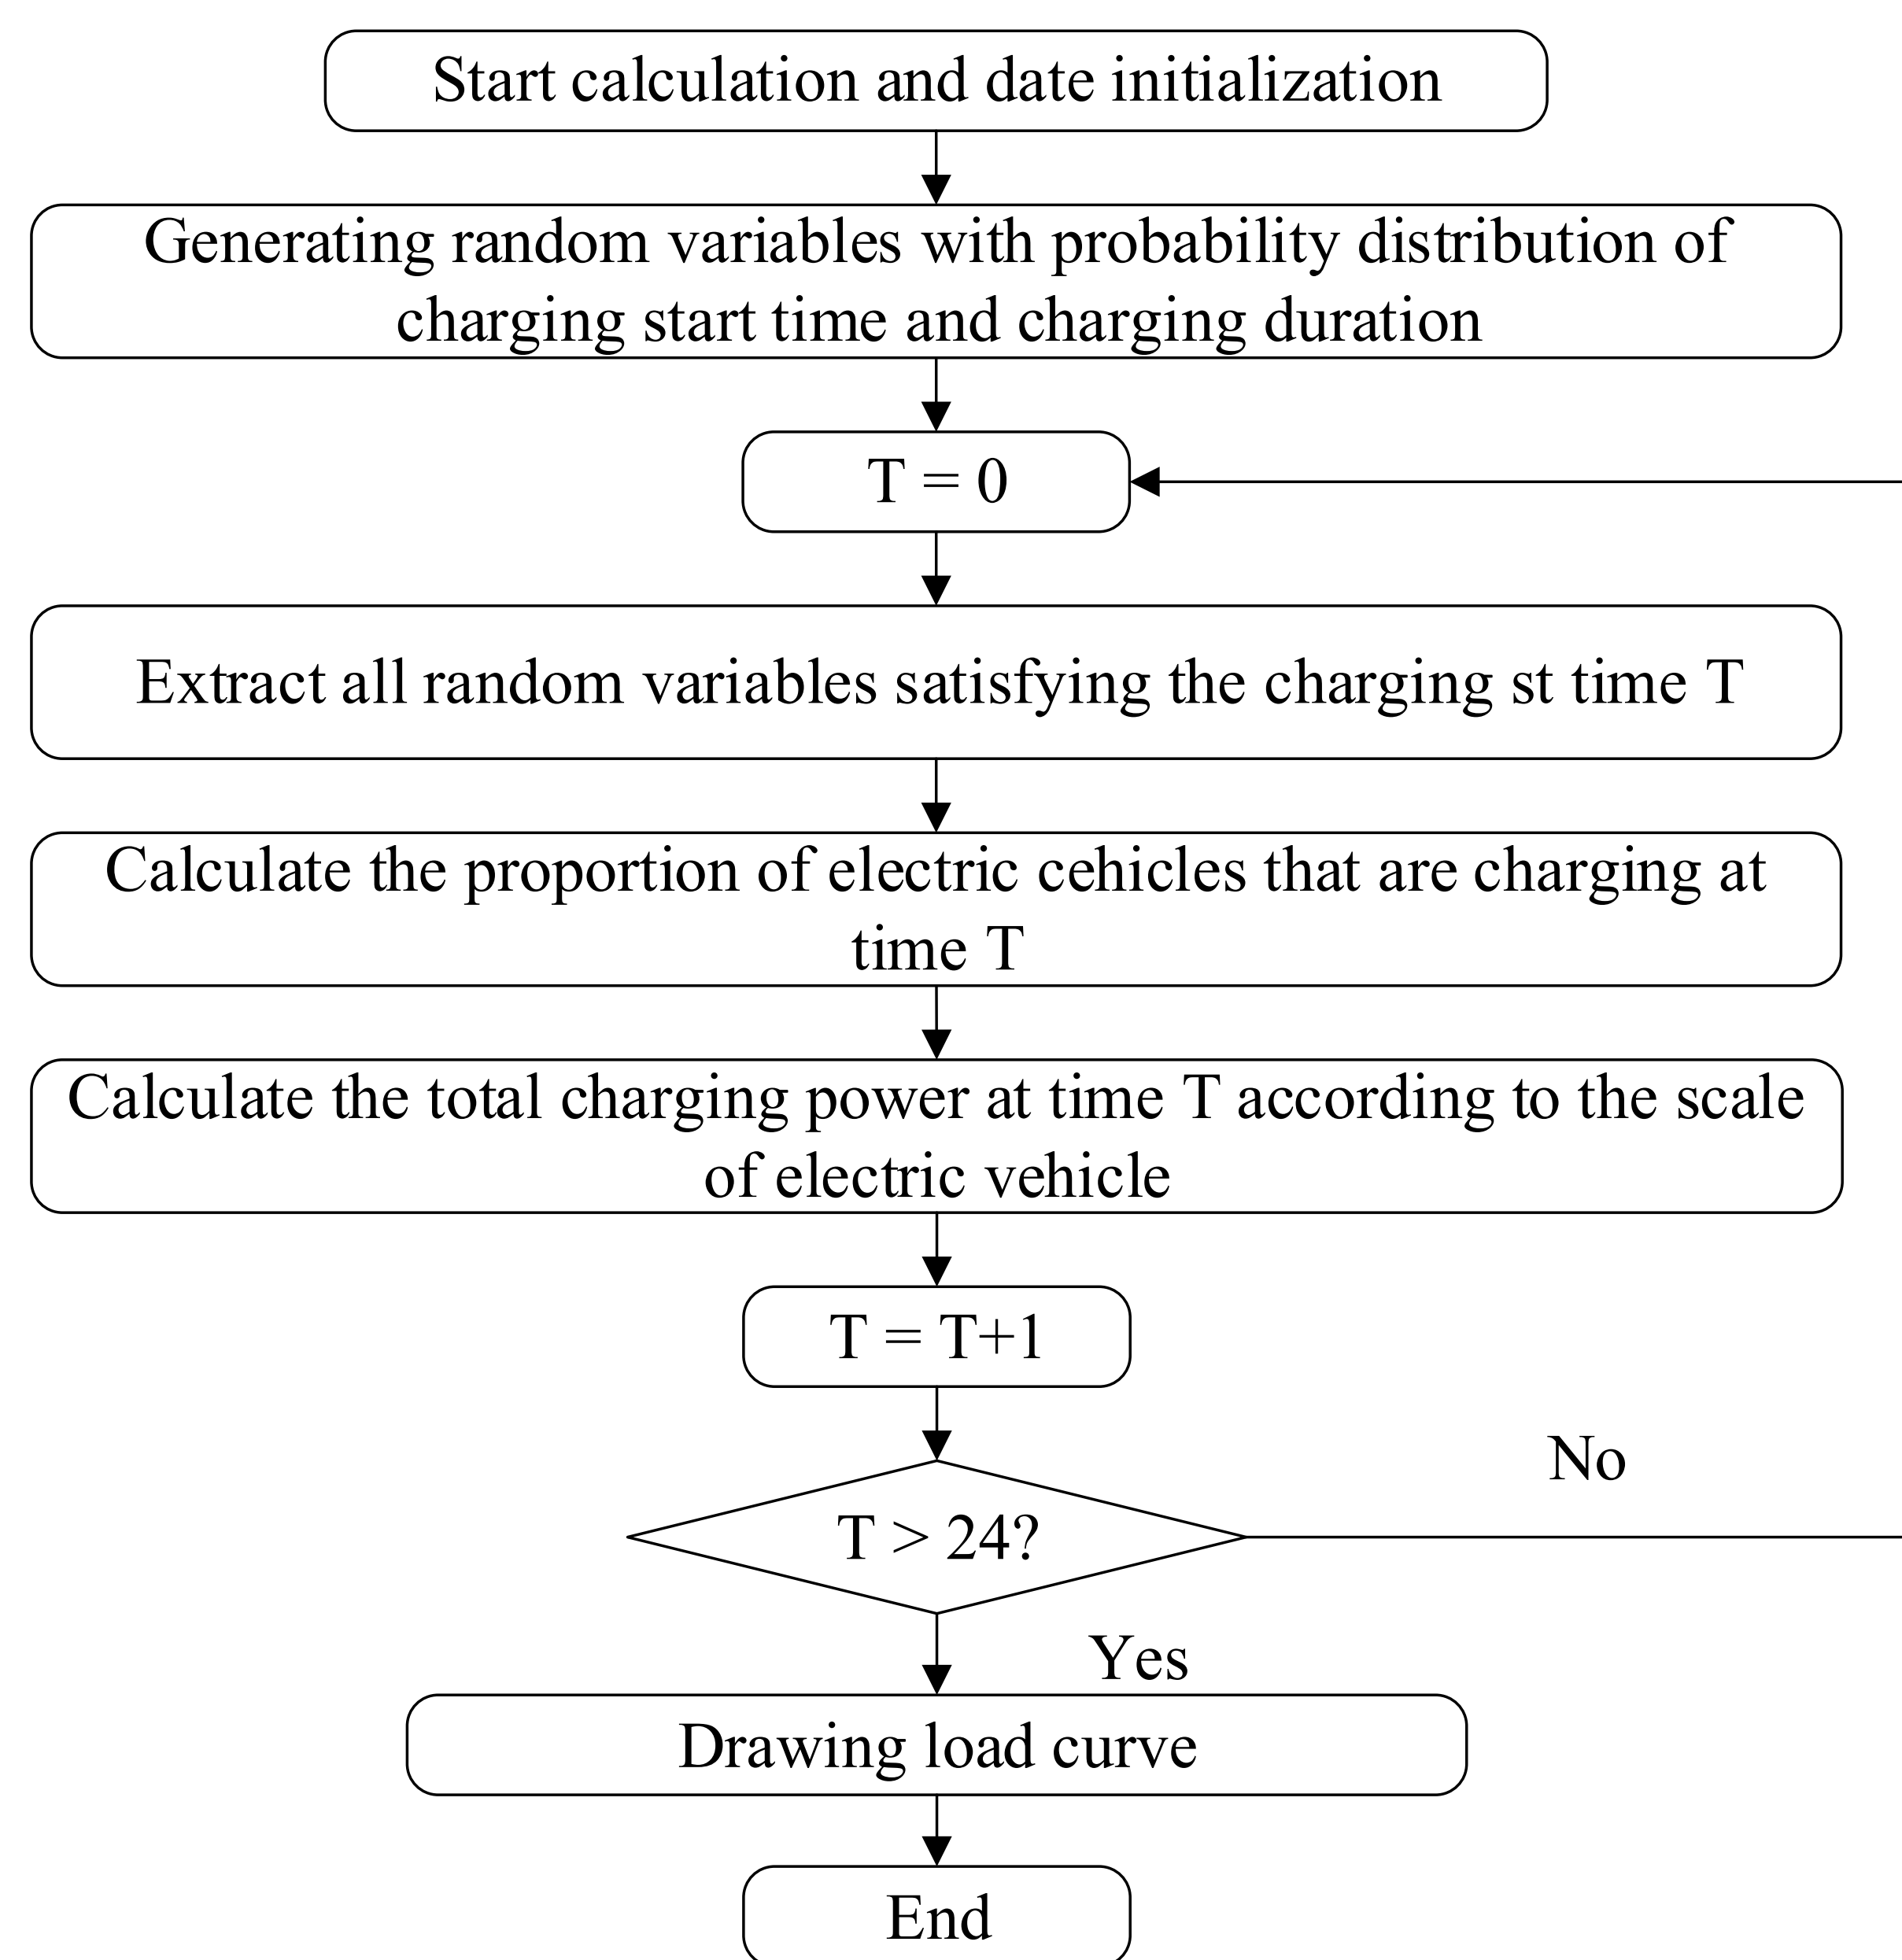 Start calculation and date initialization
Generating random variables with probability distribution of
charging start time and charging duration
T = 0
Extract all random variables satisfying the charging st time T
Calculate the proportion of electric cehicles that are charging at
time T
Calculate the total charging power at time T according to the scale
of electric vehicle
T = T+1
No
T > 24?
Yes
Drawing load curve
End